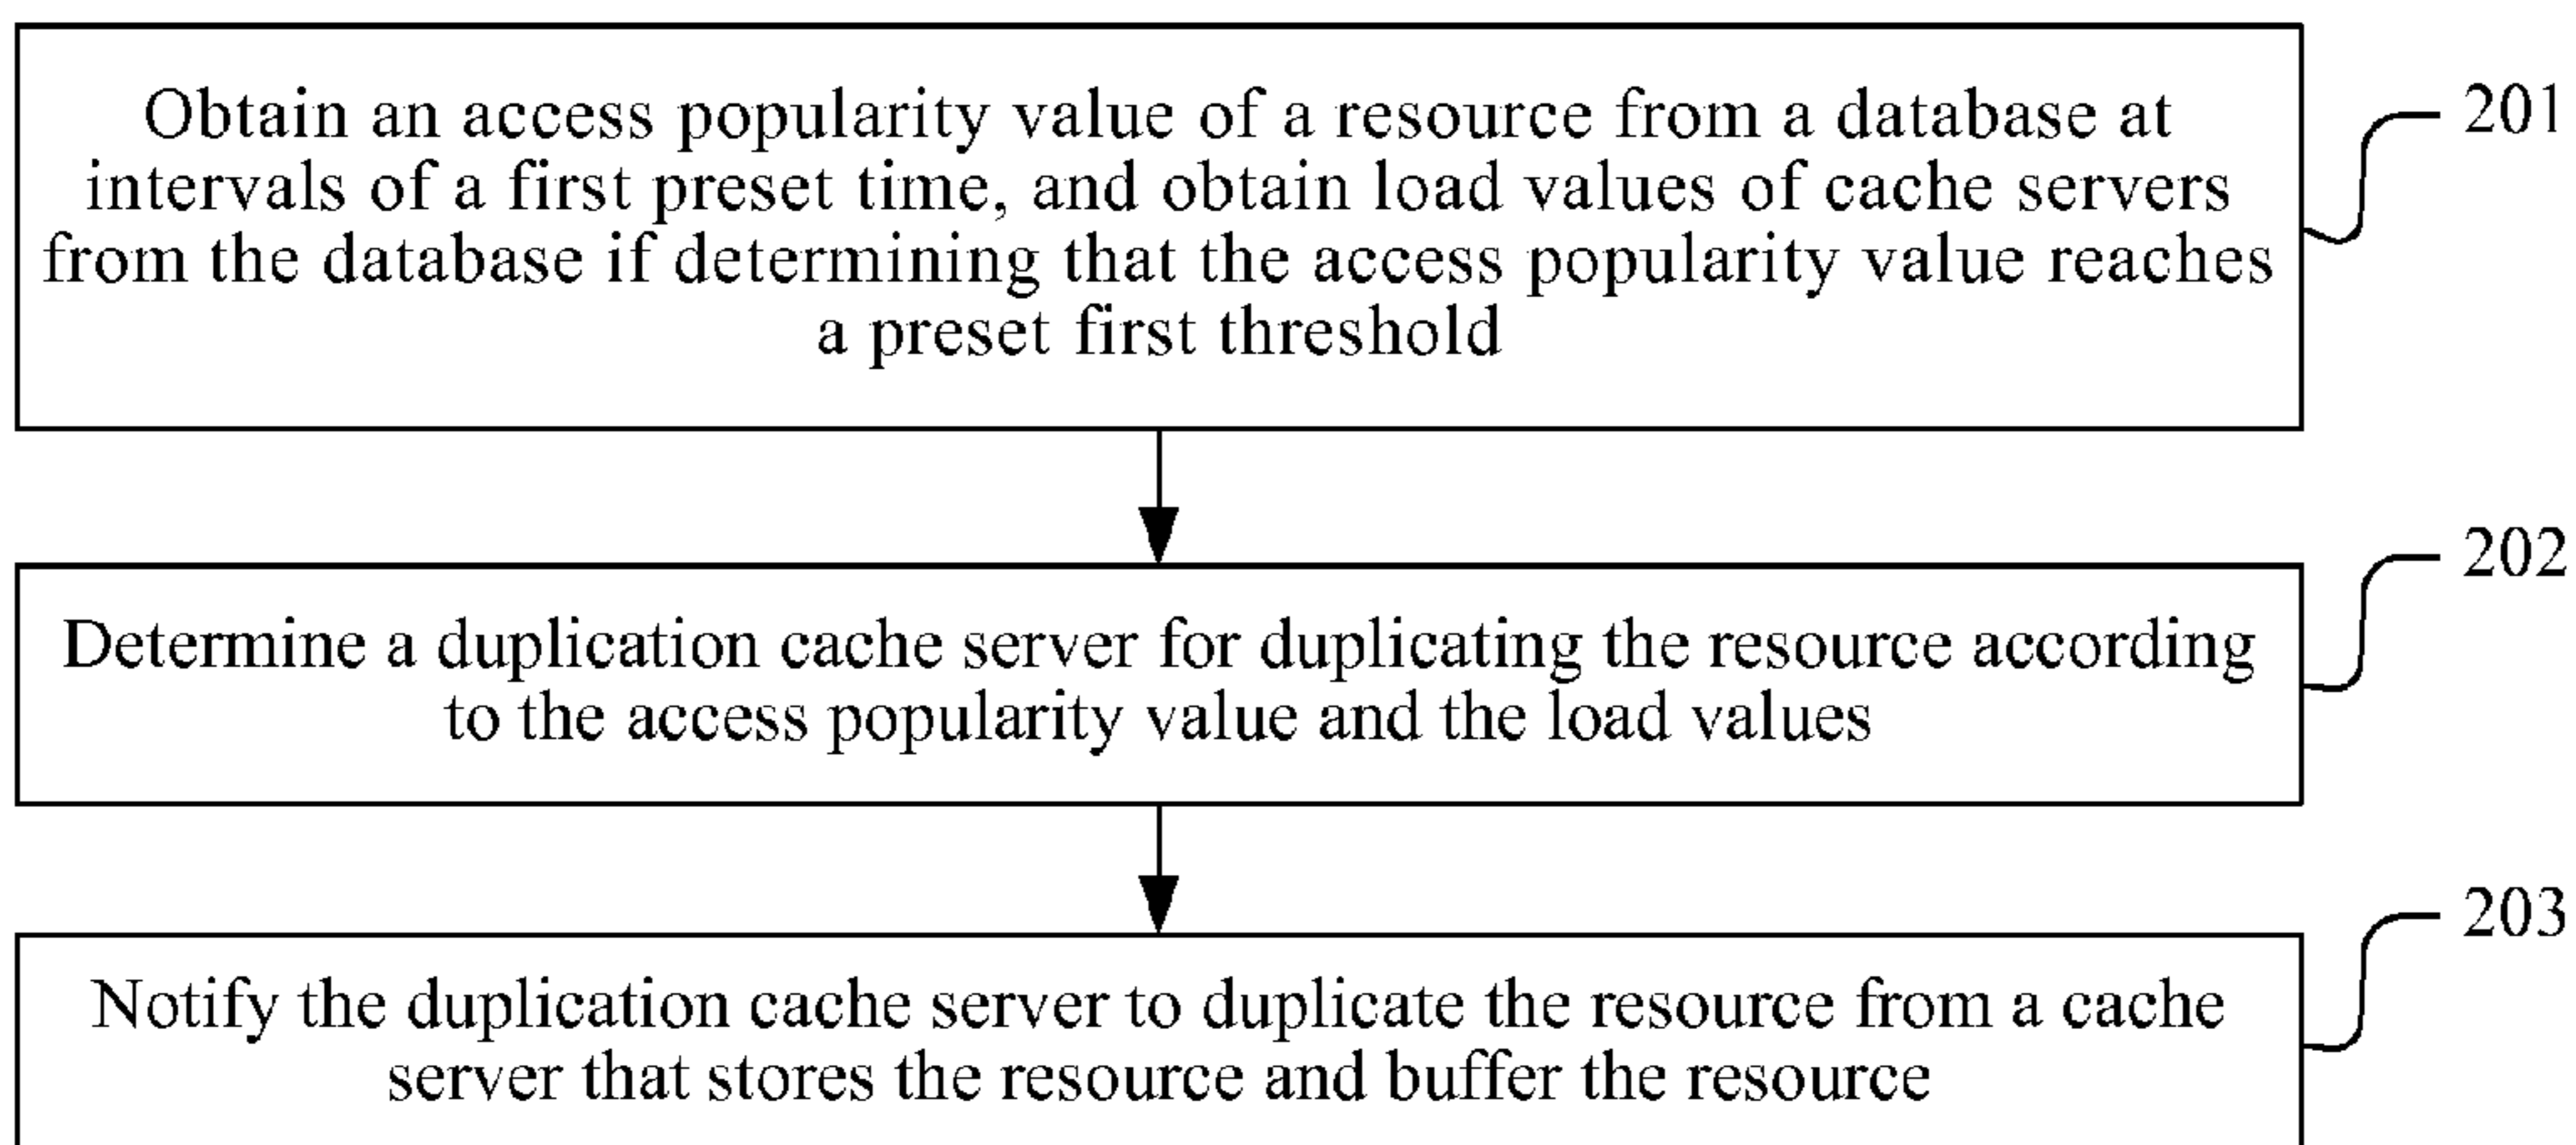 Obtain an access popularity value of a resource from a database at
intervals of a first preset time, and obtain load values of cache servers
from the database if determining that the access popularity value reaches
a preset first threshold
201
Determine a duplication cache server for duplicating the resource according
to the access popularity value and the load values
202
Notify the duplication cache server to duplicate the resource from a cache
server that stores the resource and buffer the resource
203